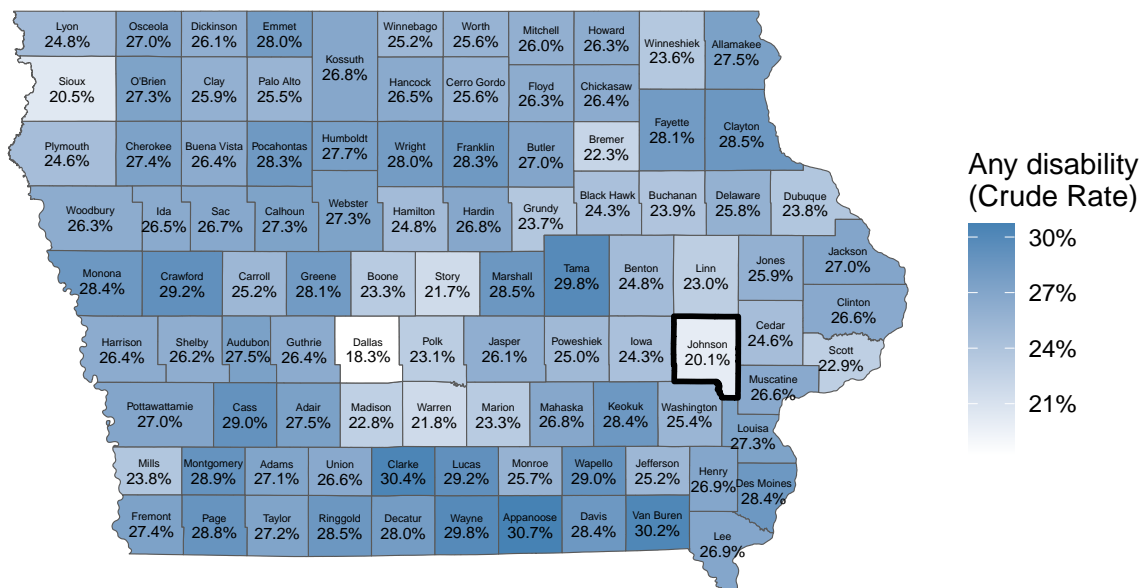 Lyon
24.8%
Osceola
27.0%
Dickinson
26.1%
Emmet
28.0%
Kossuth
26.8%
Winnebago
25.2%
Worth
25.6%
Mitchell
26.0%
Howard
26.3%
Winneshiek
23.6%
Allamakee
27.5%
Sioux
20.5%
O'Brien
27.3%
Clay
25.9%
Palo Alto
25.5%
Hancock
26.5%
Cerro Gordo
25.6%
Floyd
26.3%
Chickasaw
26.4%
Plymouth
24.6%
Cherokee
27.4%
Buena Vista
26.4%
Pocahontas
28.3%
Humboldt
27.7%
Wright
28.0%
Franklin
28.3%
Butler
27.0%
Bremer
22.3%
Fayette
28.1%
Clayton
28.5%
Woodbury
26.3%
Ida
26.5%
Sac
26.7%
Calhoun
27.3%
Webster
27.3%
Hamilton
24.8%
Hardin
26.8%
Grundy
23.7%
Black Hawk
24.3%
Buchanan
23.9%
Delaware
25.8%
Dubuque
23.8%
Monona
28.4%
Crawford
29.2%
Carroll
25.2%
Greene
28.1%
Boone
23.3%
Story
21.7%
Marshall
28.5%
Tama
29.8%
Benton
24.8%
Linn
23.0%
Jones
25.9%
Jackson
27.0%
Clinton
26.6%
Harrison
26.4%
Shelby
26.2%
Audubon
27.5%
Guthrie
26.4%
Dallas
18.3%
Polk
23.1%
Jasper
26.1%
Poweshiek
25.0%
Iowa
24.3%
Johnson
20.1%
Cedar
24.6%
Scott
22.9%
Muscatine
26.6%
Pottawattamie
27.0%
Cass
29.0%
Adair
27.5%
Madison
22.8%
Warren
21.8%
Marion
23.3%
Mahaska
26.8%
Keokuk
28.4%
Washington
25.4%
Louisa
27.3%
Mills
23.8%
Montgomery
28.9%
Adams
27.1%
Union
26.6%
Clarke
30.4%
Lucas
29.2%
Monroe
25.7%
Wapello
29.0%
Jefferson
25.2%
Henry
26.9%
Des Moines
28.4%
Fremont
27.4%
Page
28.8%
Taylor
27.2%
Ringgold
28.5%
Decatur
28.0%
Wayne
29.8%
Appanoose
30.7%
Davis
28.4%
Van Buren
30.2%
Lee
26.9%
Any disability
(Crude Rate)
30%
27%
24%
21%